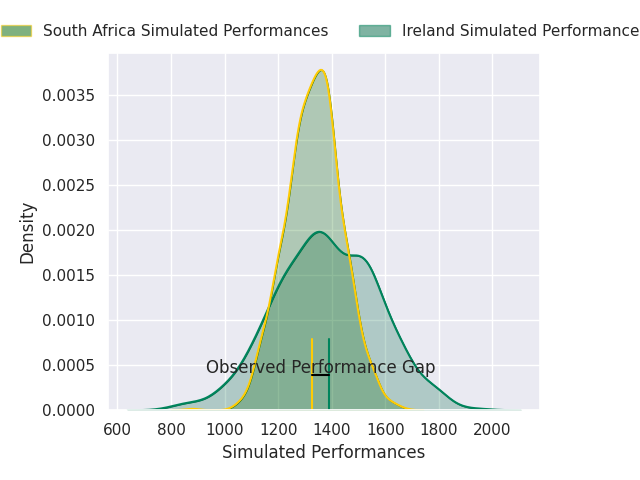 South Africa Simulated Performances
Ireland Simulated Performance
0.0035
0.0030
0.0025
0.0020
0.0015
0.0010
0.0005
0.0000
Density
Observed Performance Gap
600 800 1000 1200 1400 1600 1800 2000
Simulated Performances